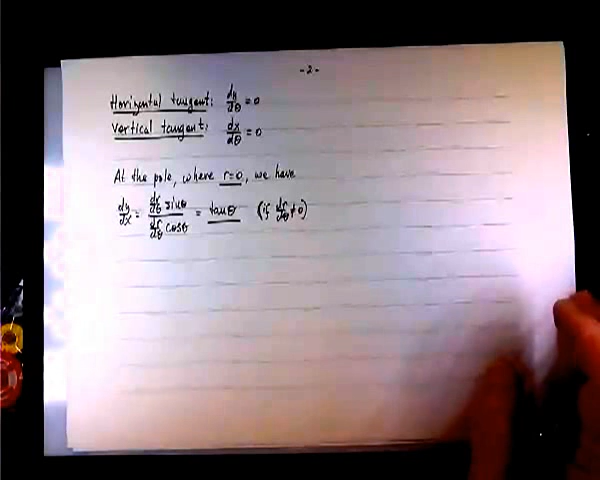 -2-
Horizontal tangent: dy/dθ = 0
Vertical tangent: dx/dθ = 0
At the pole, where r=0, we have
dy/dx = (dr/dθ sinθ)/(dr/dθ cosθ) = tanθ (if dr/dθ ≠ 0)